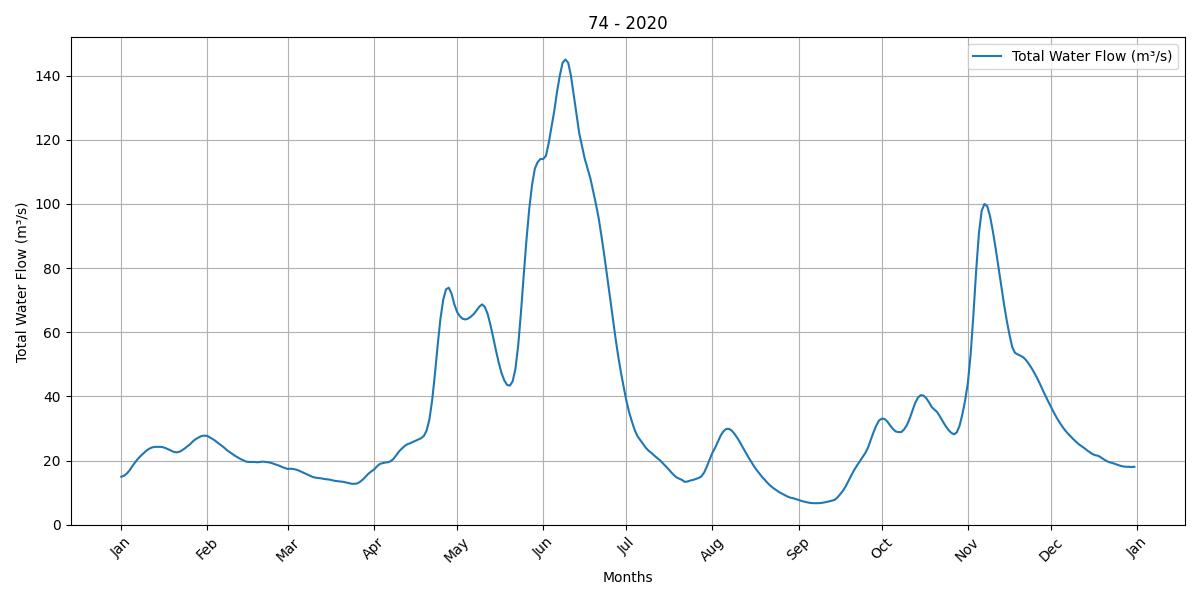 74 - 2020
Total Water Flow (m³/s)
Total Water Flow (m³/s)
140
120
100
80
60
40
20
0
Jan
Feb
Mar
Apr
May
Jun
Jul
Aug
Sep
Oct
Nov
Dec
Jan
Months